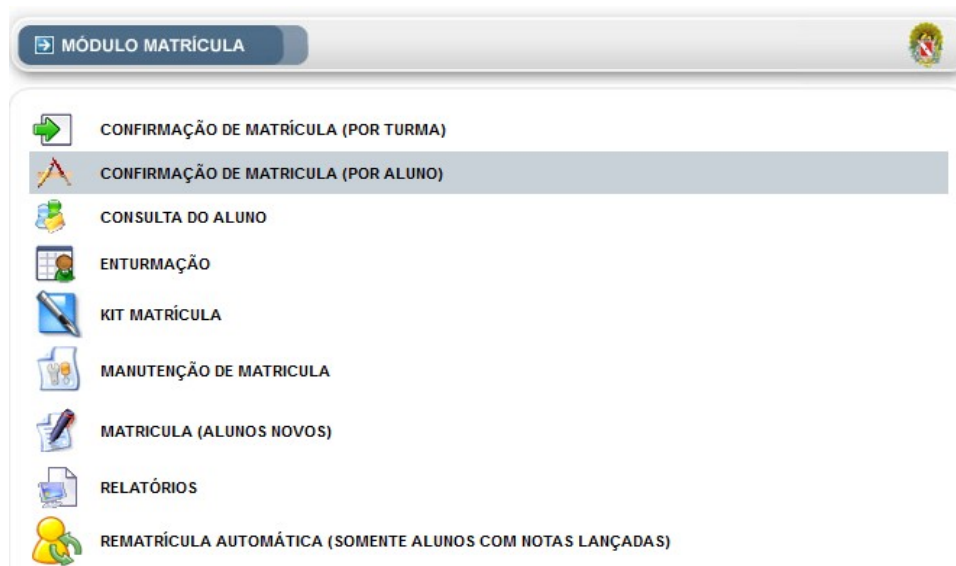 MÓDULO MATRÍCULA
CONFIRMAÇÃO DE MATRÍCULA (POR TURMA)
CONFIRMAÇÃO DE MATRICULA (POR ALUNO)
CONSULTA DO ALUNO
ENTURMAÇÃO
KIT MATRÍCULA
MANUTENÇÃO DE MATRICULA
MATRICULA (ALUNOS NOVOS)
RELATÓRIOS
REMATRÍCULA AUTOMÁTICA (SOMENTE ALUNOS COM NOTAS LANÇADAS)